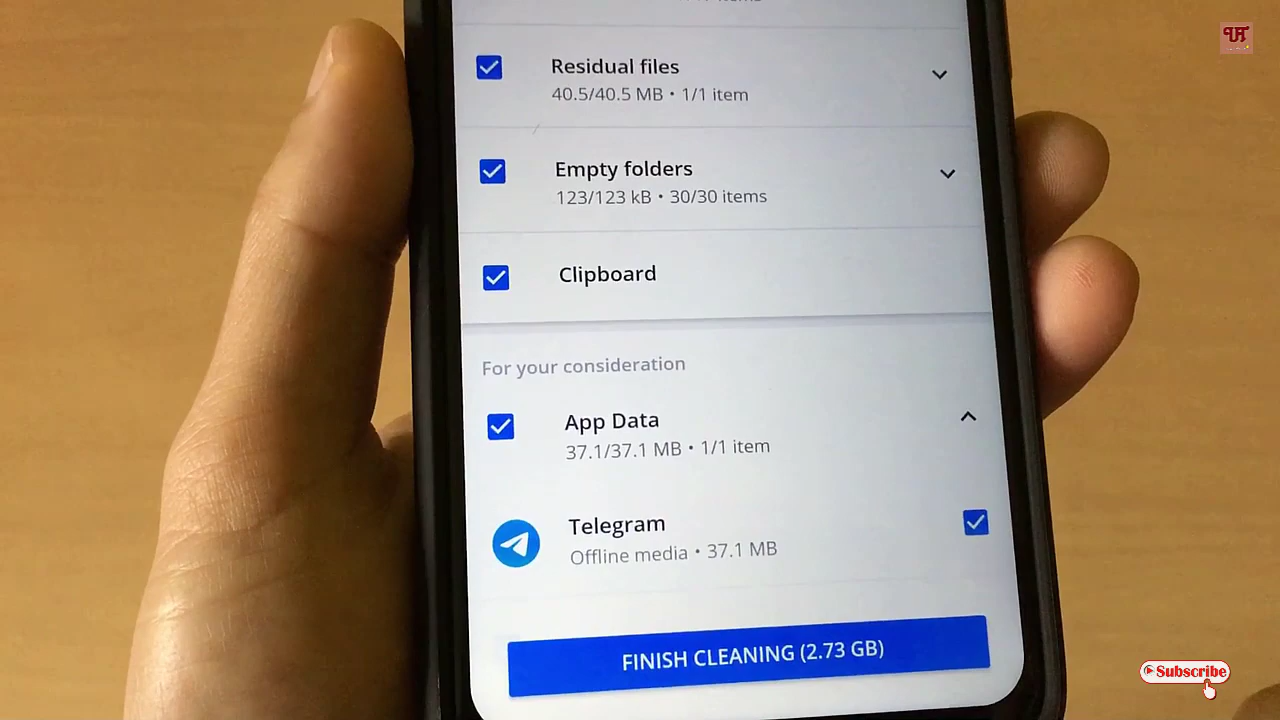 Residual files
40.5/40.5 MB • 1/1 item
Empty folders
123/123 kB • 30/30 items
Clipboard
For your consideration
App Data
37.1/37.1 MB • 1/1 item
Telegram
Offline media • 37.1 MB
FINISH CLEANING (2.73 GB)
Subscribe